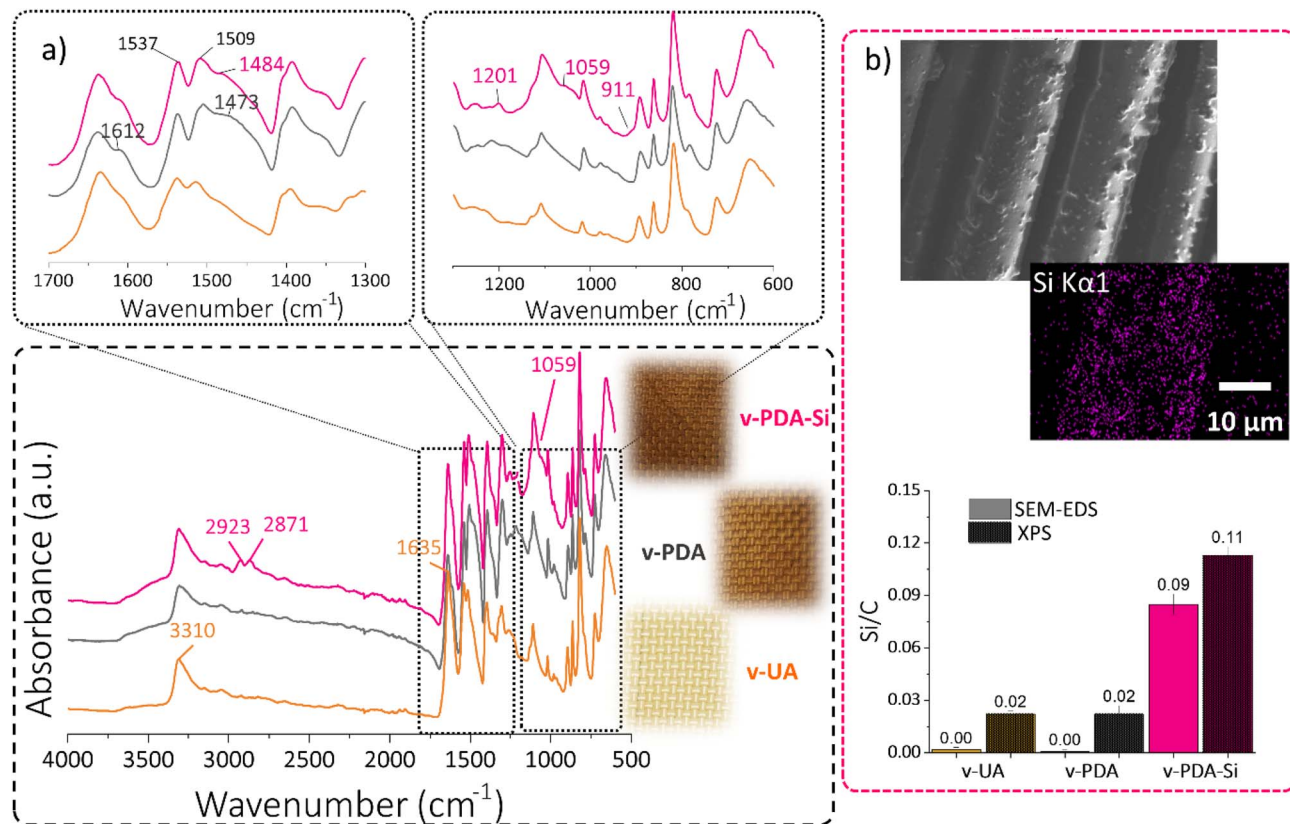 a)
1537
1509
1484
1473
1612
1700 1600 1500 1400 1300
Wavenumber (cm-1)
1201
1059
911
1200 1000 800 600
Wavenumber (cm-1)
Absorbance (a.u.)
2923
2871
3310
1635
1059
v-PDA-Si
v-PDA
v-UA
4000 3500 3000 2500 2000 1500 1000 500
Wavenumber (cm-1)
b)
Si Kα1
10 µm
Si/C
0.15
0.12
0.09
0.06
0.03
0.00
SEM-EDS
XPS
0.00
0.02
0.00
0.02
0.09
0.11
v-UA v-PDA v-PDA-Si